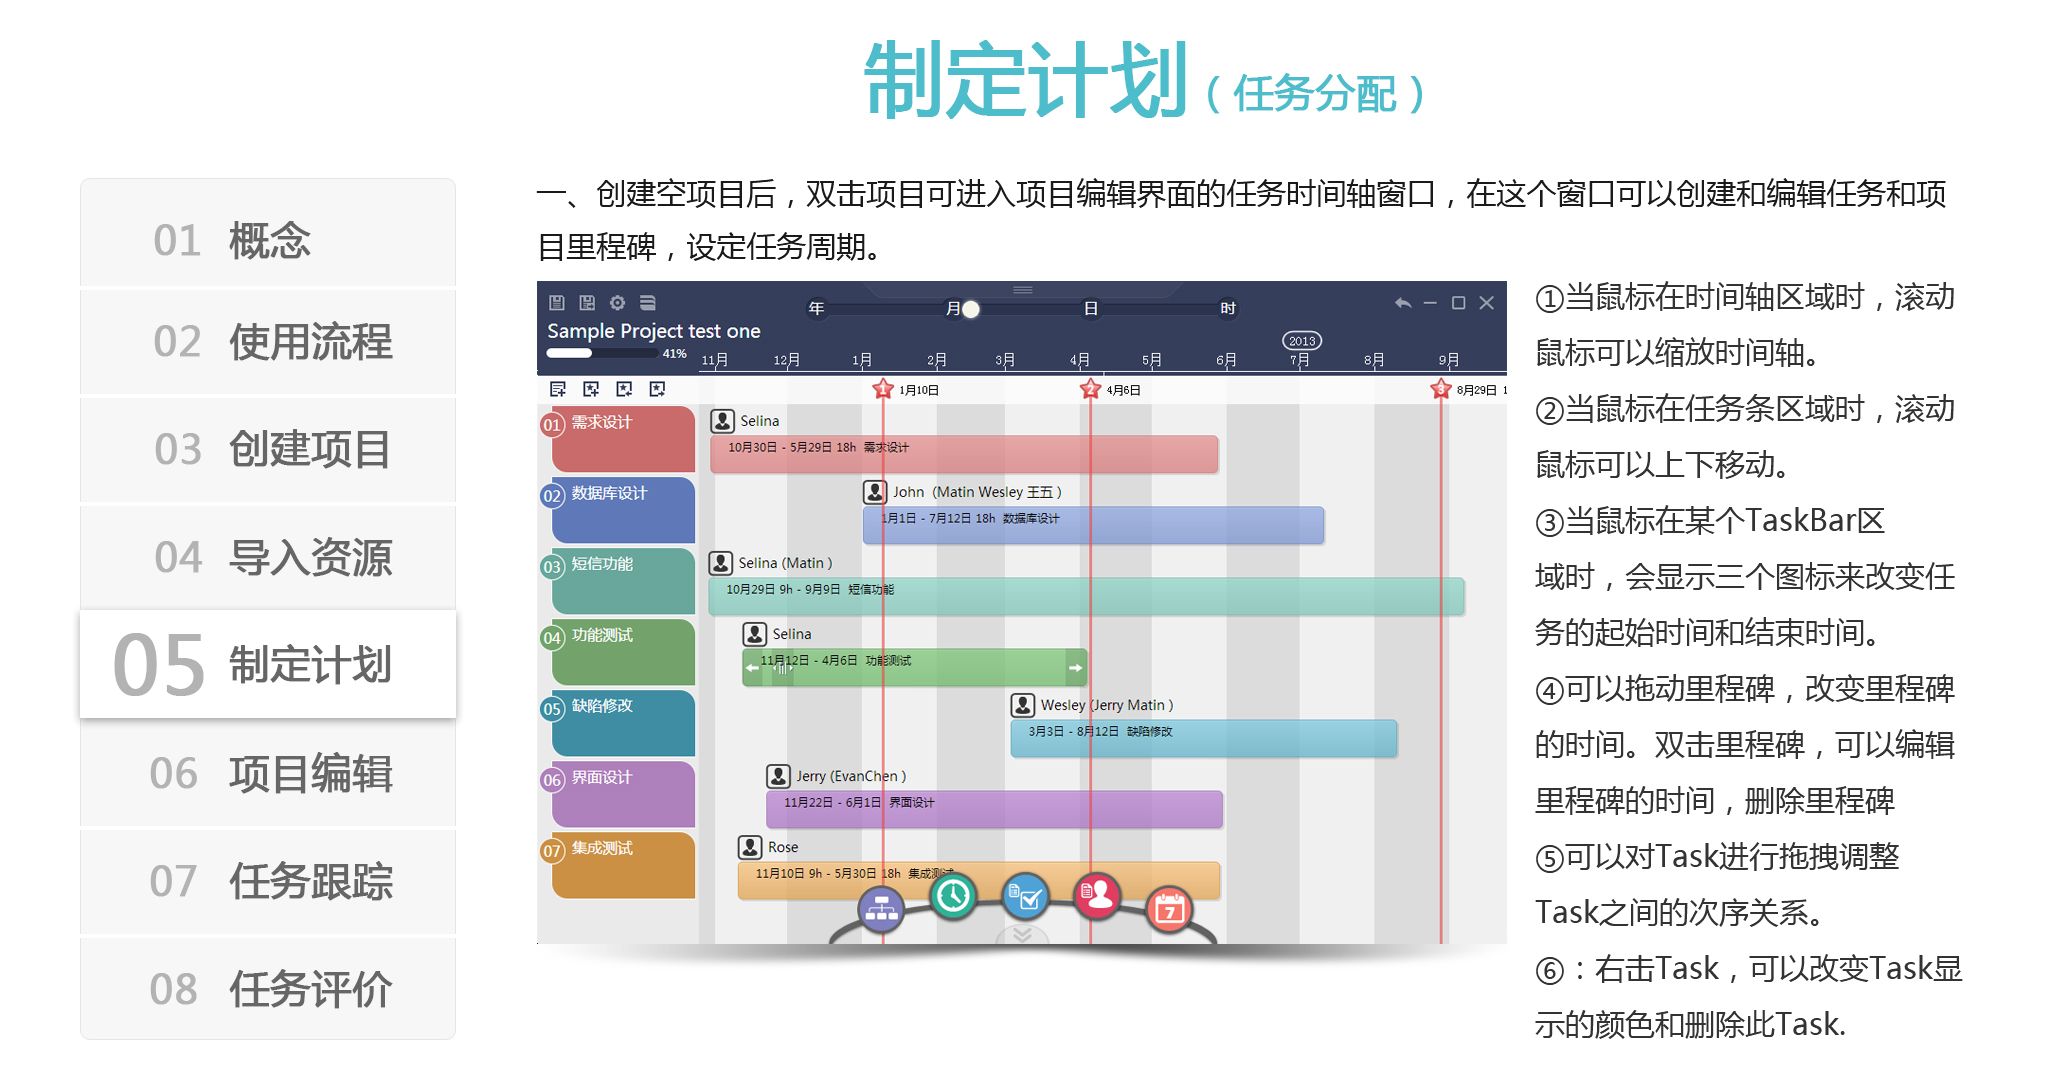 制定计划（任务分配）
01 概念
02 使用流程
03 创建项目
04 导入资源
05 制定计划
06 项目编辑
07 任务跟踪
08 任务评价
一、创建空项目后，双击项目可进入项目编辑界面的任务时间轴窗口，在这个窗口可以创建和编辑任务和项
目里程碑，设定任务周期。
年 月 日 时
Sample Project test one
2013
41%
11月 12月 1月 2月 3月 4月 5月 6月 7月 8月 9月
1 1月10日 2 4月6日 3 8月29日 1
01 需求设计
Selina
10月30日 - 5月29日 18h 需求设计
02 数据库设计
John (Matin Wesley 王五 )
1月1日 - 7月12日 18h 数据库设计
03 短信功能
Selina (Matin )
10月29日 9h - 9月9日 短信功能
04 功能测试
Selina
11月12日 - 4月6日 功能测试
05 缺陷修改
Wesley (Jerry Matin )
3月3日 - 8月12日 缺陷修改
06 界面设计
Jerry (EvanChen )
11月22日 - 6月1日 界面设计
07 集成测试
Rose
11月10日 9h - 5月30日 18h 集成测试
7
①当鼠标在时间轴区域时，滚动
鼠标可以缩放时间轴。
②当鼠标在任务条区域时，滚动
鼠标可以上下移动。
③当鼠标在某个TaskBar区
域时，会显示三个图标来改变任
务的起始时间和结束时间。
④可以拖动里程碑，改变里程碑
的时间。双击里程碑，可以编辑
里程碑的时间，删除里程碑
⑤可以对Task进行拖拽调整
Task之间的次序关系。
⑥：右击Task，可以改变Task显
示的颜色和删除此Task.